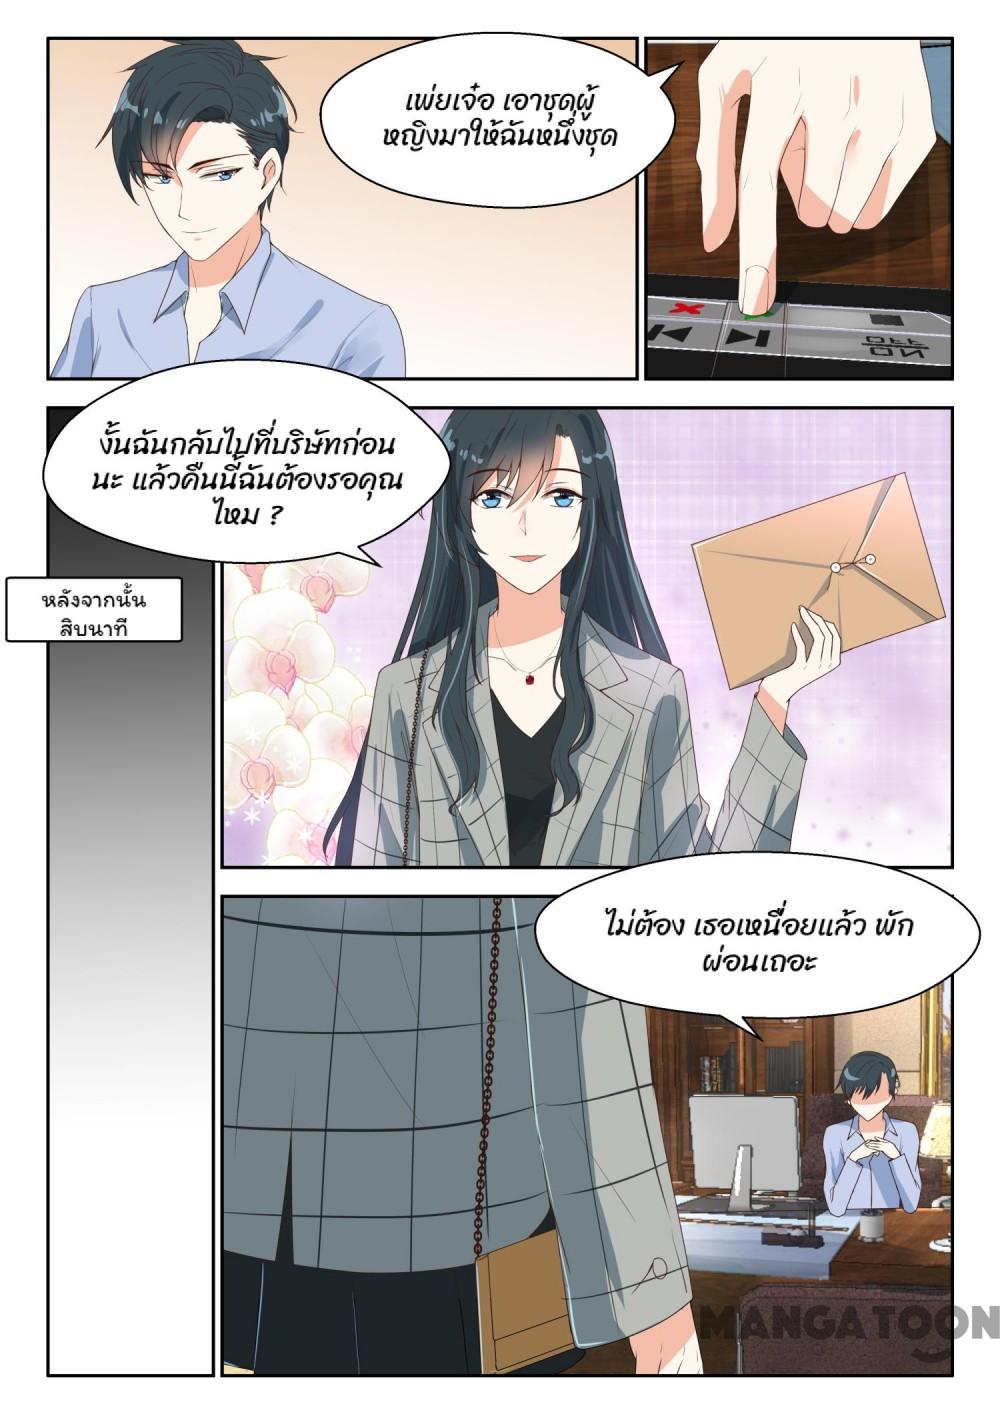 เพ่ยเจ๋อ เอาชุดผู้
หญิงมาให้ฉันหนึ่งชุด
งั้นฉันกลับไปที่บริษัทก่อน
นะ แล้วคืนนี้ฉันต้องรอคุณ
ไหม ?
หลังจากนั้น
สิบนาที
ไม่ต้อง เธอเหนื่อยแล้ว พัก
ผ่อนเถอะ
MANGATOON